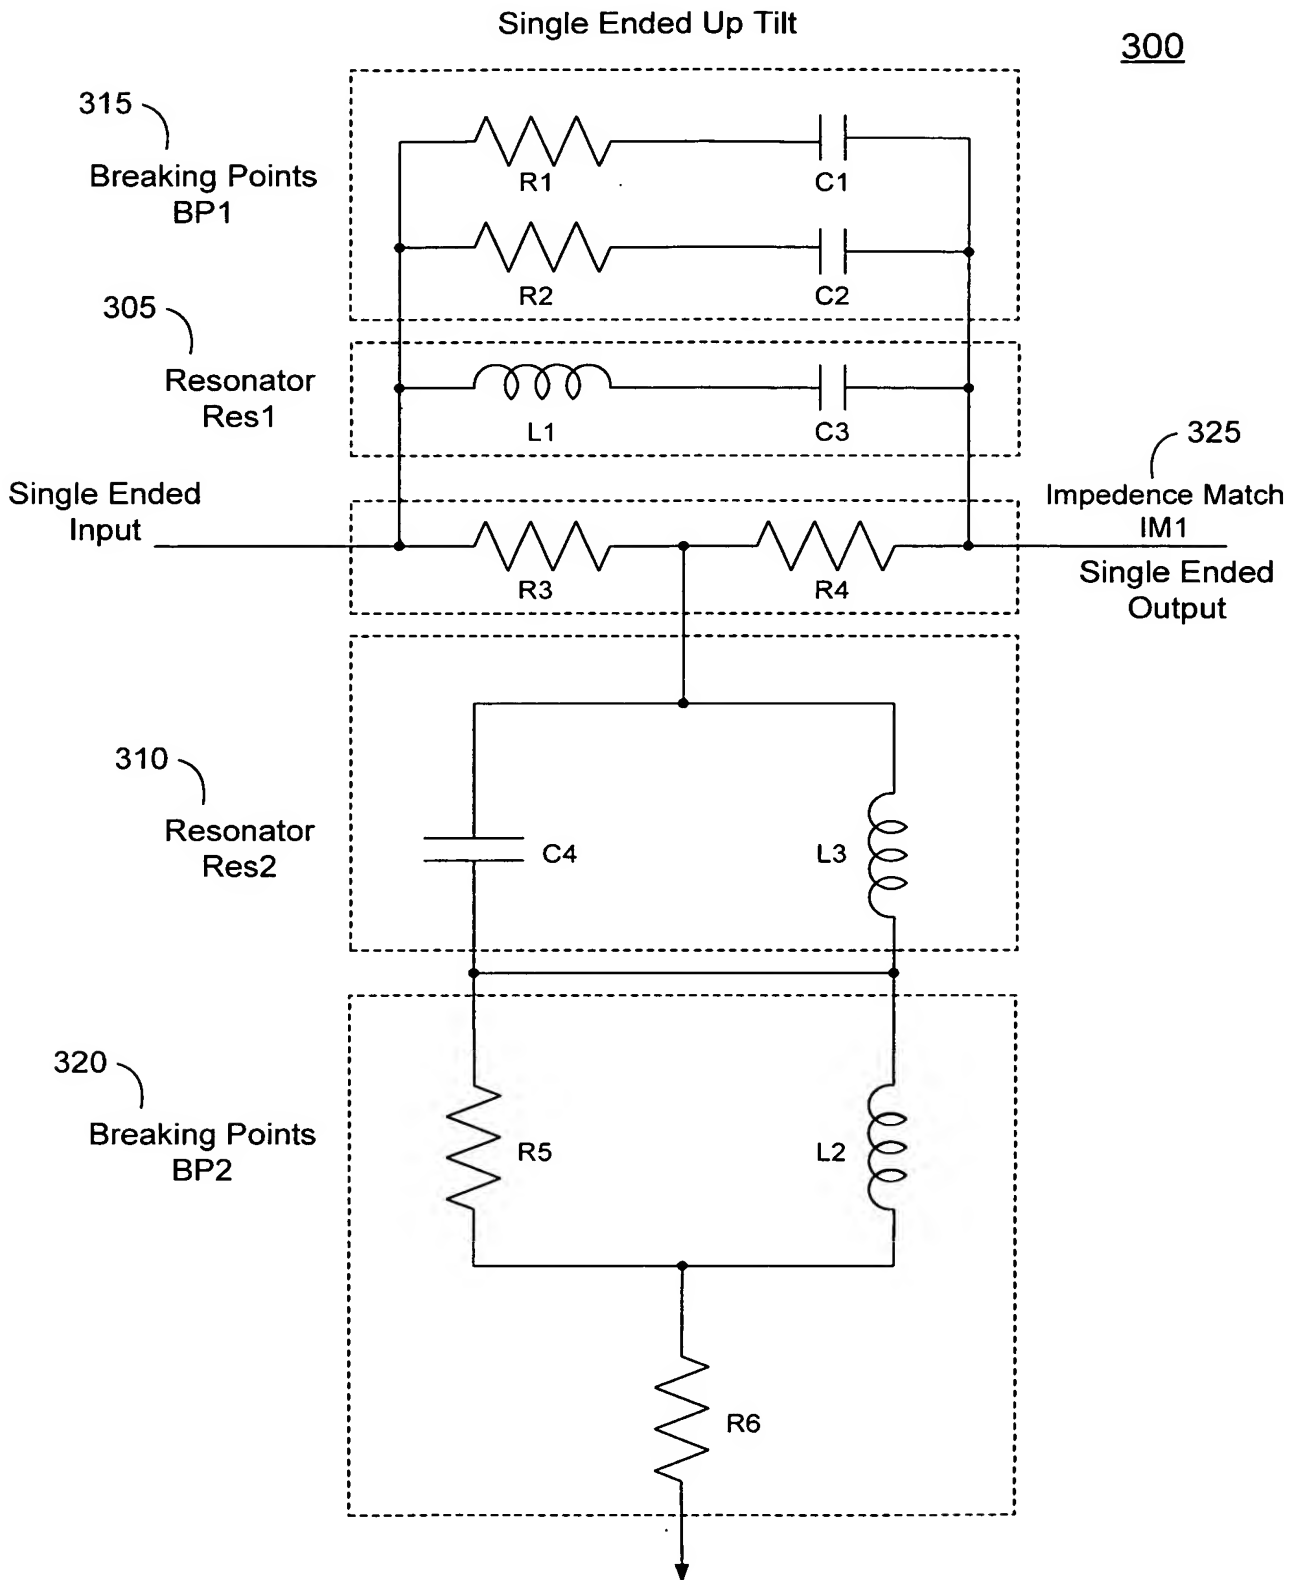 Single Ended Up Tilt
300
315
Breaking Points
BP1
R1
C1
R2
C2
305
Resonator
Res1
L1
C3
325
Impedence Match
IM1
Single Ended
Input
R3
R4
Single Ended
Output
310
Resonator
Res2
C4
L3
320
Breaking Points
BP2
R5
L2
R6